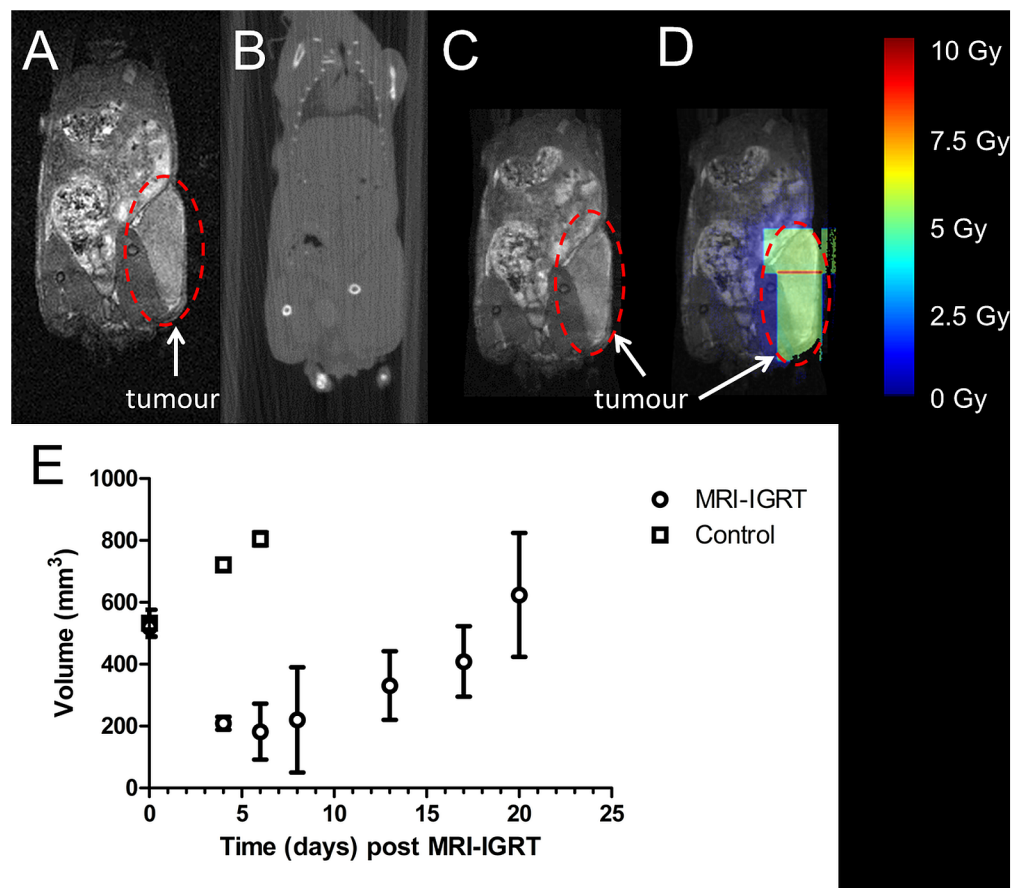 A
B
C
D
10 Gy
7.5 Gy
5 Gy
2.5 Gy
0 Gy
tumour
tumour
E
1000
800
600
400
200
0
Volume (mm³)
0 5 10 15 20 25
Time (days) post MRI-IGRT
MRI-IGRT
Control